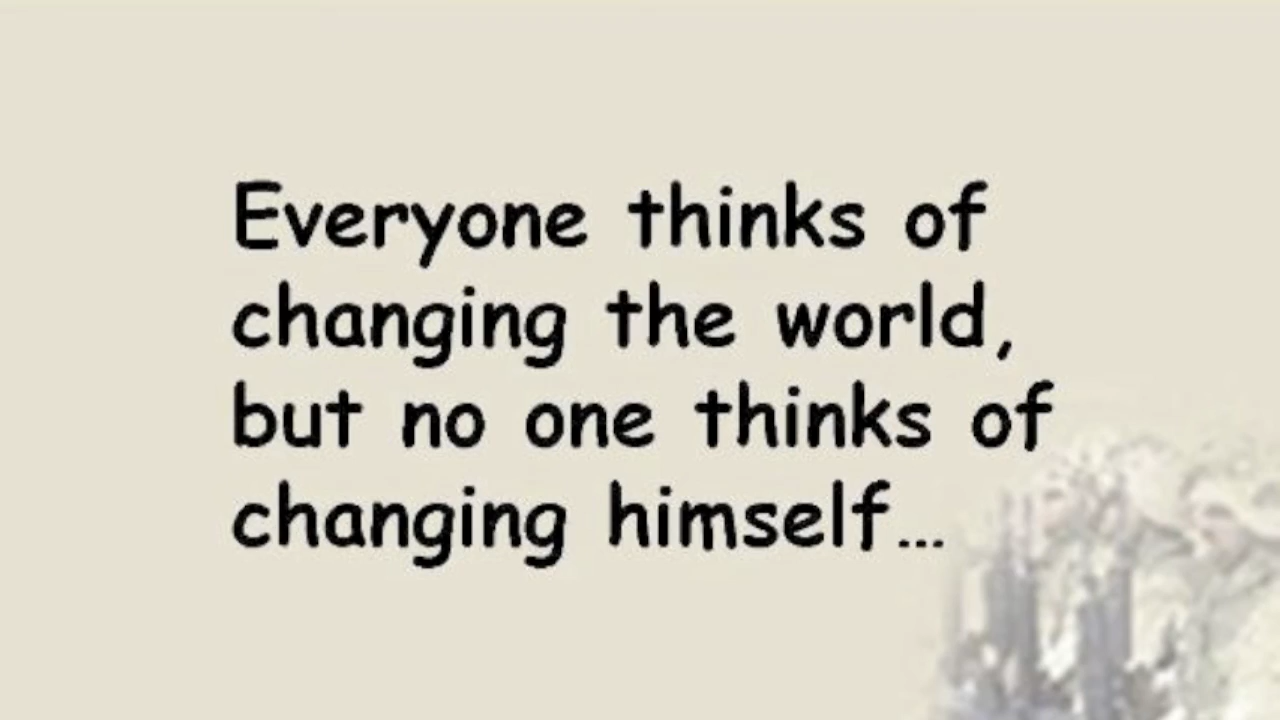 Everyone thinks of
changing the world,
but no one thinks of
changing himself...